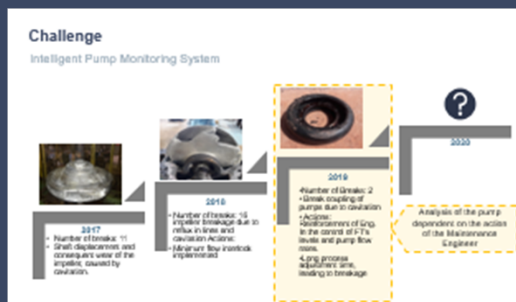 Challenge
Intelligent Pump Monitoring System
2017
• Number of breaks: 11
• Shaft displacement and
consequent wear of the
impeller, caused by
cavitation.
2018
• Number of breaks: 15
impeller breakage due to
reflux in lines and
cavitation Actions:
• Minimum flow interlock
implemented
2019
•Number of Breaks: 2
• Break coupling of
pumps due to cavitation
• Actions:
Reinforcement of Eng.
in the control of FT's
levels and pump flow
rates.
•Long process
adjustment time,
leading to breakage
?
2020
Analysis of the pump
dependent on the action
of the Maintenance
Engineer